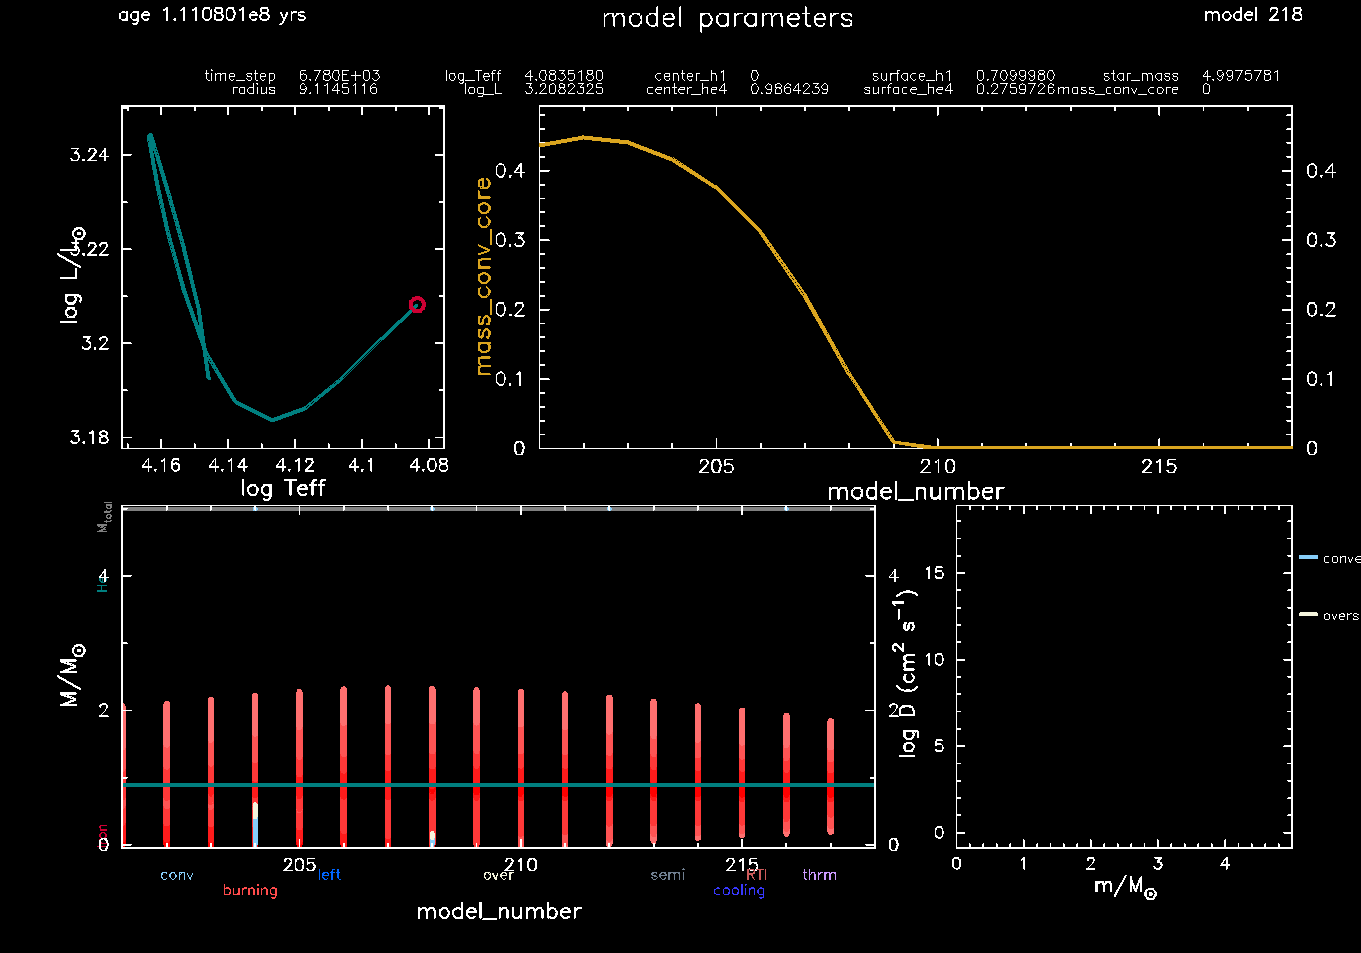 age 1.110801e8 yrs model parameters model 218
time_step 6.780E+03 log_Teff 4.0835180 center_h1 0 surface_h1 0.7099980 star_mass 4.9975781
radius 9.1145116 log_L 3.2082325 center_he4 0.9864239 surface_he4 0.2759726 mass_conv_core 0
3.24
3.22
3.2
3.18
log L/L⊙
4.16 4.14 4.12 4.1 4.08
log Teff
mass_conv_core
0.4 0.4
0.3 0.3
0.2 0.2
0.1 0.1
0 0
205 210 215
model_number
Mtotal
He
M/M⊙
4 4
2 2
0 0
205 210 215
conv left over semi RTI thrm
burning cooling
model_number
log D (cm² s⁻¹)
15
10
5
0
0 1 2 3 4
m/M⊙
conve
overs